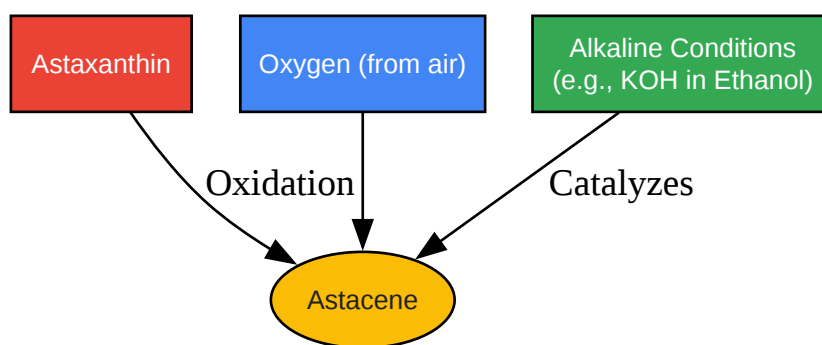 Astaxanthin
Oxygen (from air)
Alkaline Conditions
(e.g., KOH in Ethanol)
Oxidation
Catalyzes
Astacene